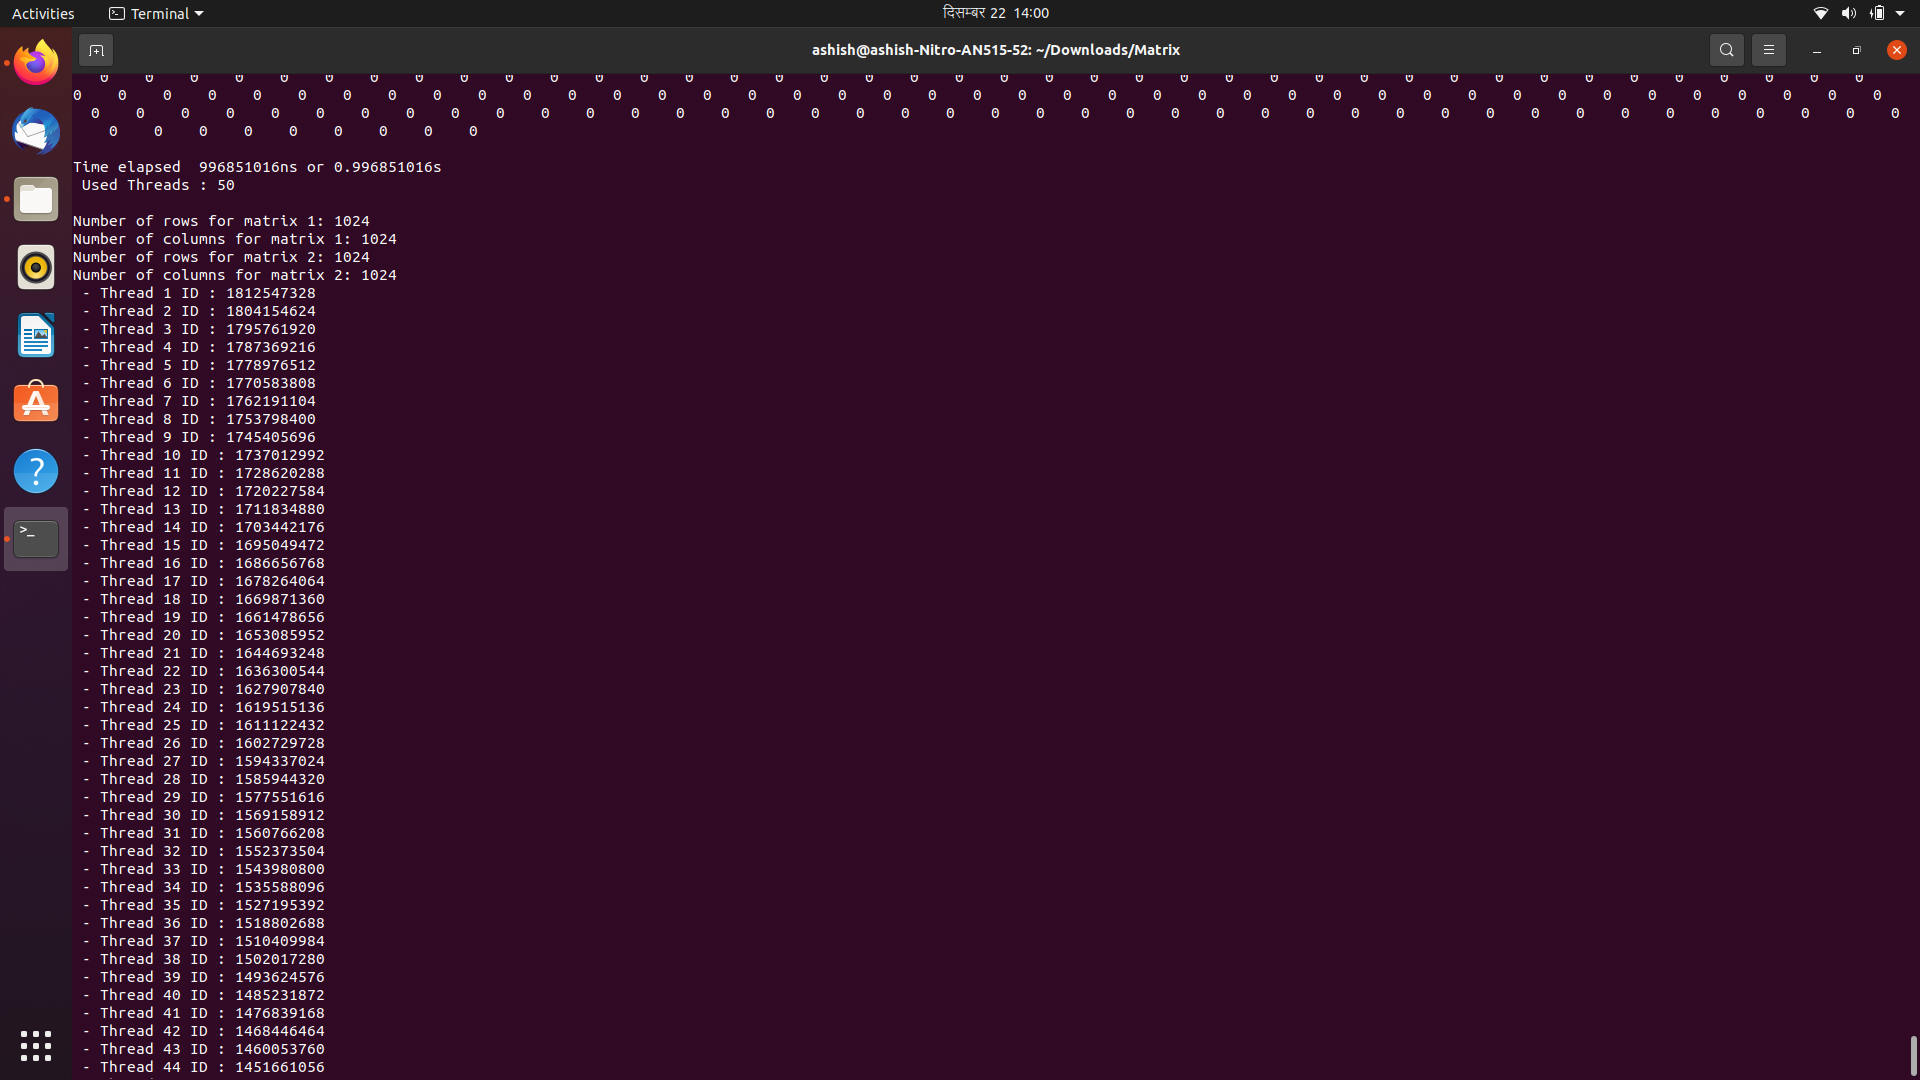 Activities Terminal दिसम्बर 22 14:00
ashish@ashish-Nitro-AN515-52: ~/Downloads/Matrix
0 0 0 0 0 0 0 0 0 0 0 0 0 0 0 0 0 0 0 0 0 0 0 0 0 0 0 0 0 0 0 0 0 0 0 0 0 0 0 0
0 0 0 0 0 0 0 0 0 0 0 0 0 0 0 0 0 0 0 0 0 0 0 0 0 0 0 0 0 0 0 0 0 0 0 0 0 0 0 0 0
0 0 0 0 0 0 0 0 0 0 0 0 0 0 0 0 0 0 0 0 0 0 0 0 0 0 0 0 0 0 0 0 0 0 0 0 0 0 0 0 0
0 0 0 0 0 0 0 0 0
Time elapsed 996851016ns or 0.996851016s
Used Threads : 50
Number of rows for matrix 1: 1024
Number of columns for matrix 1: 1024
Number of rows for matrix 2: 1024
Number of columns for matrix 2: 1024
- Thread 1 ID : 1812547328
- Thread 2 ID : 1804154624
- Thread 3 ID : 1795761920
- Thread 4 ID : 1787369216
- Thread 5 ID : 1778976512
- Thread 6 ID : 1770583808
- Thread 7 ID : 1762191104
- Thread 8 ID : 1753798400
- Thread 9 ID : 1745405696
- Thread 10 ID : 1737012992
- Thread 11 ID : 1728620288
- Thread 12 ID : 1720227584
- Thread 13 ID : 1711834880
- Thread 14 ID : 1703442176
- Thread 15 ID : 1695049472
- Thread 16 ID : 1686656768
- Thread 17 ID : 1678264064
- Thread 18 ID : 1669871360
- Thread 19 ID : 1661478656
- Thread 20 ID : 1653085952
- Thread 21 ID : 1644693248
- Thread 22 ID : 1636300544
- Thread 23 ID : 1627907840
- Thread 24 ID : 1619515136
- Thread 25 ID : 1611122432
- Thread 26 ID : 1602729728
- Thread 27 ID : 1594337024
- Thread 28 ID : 1585944320
- Thread 29 ID : 1577551616
- Thread 30 ID : 1569158912
- Thread 31 ID : 1560766208
- Thread 32 ID : 1552373504
- Thread 33 ID : 1543980800
- Thread 34 ID : 1535588096
- Thread 35 ID : 1527195392
- Thread 36 ID : 1518802688
- Thread 37 ID : 1510409984
- Thread 38 ID : 1502017280
- Thread 39 ID : 1493624576
- Thread 40 ID : 1485231872
- Thread 41 ID : 1476839168
- Thread 42 ID : 1468446464
- Thread 43 ID : 1460053760
- Thread 44 ID : 1451661056